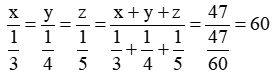 x/(1/3) = y/(1/4) = z/(1/5) = (x+y+z)/(1/3+1/4+1/5) = 47/(47/60) = 60